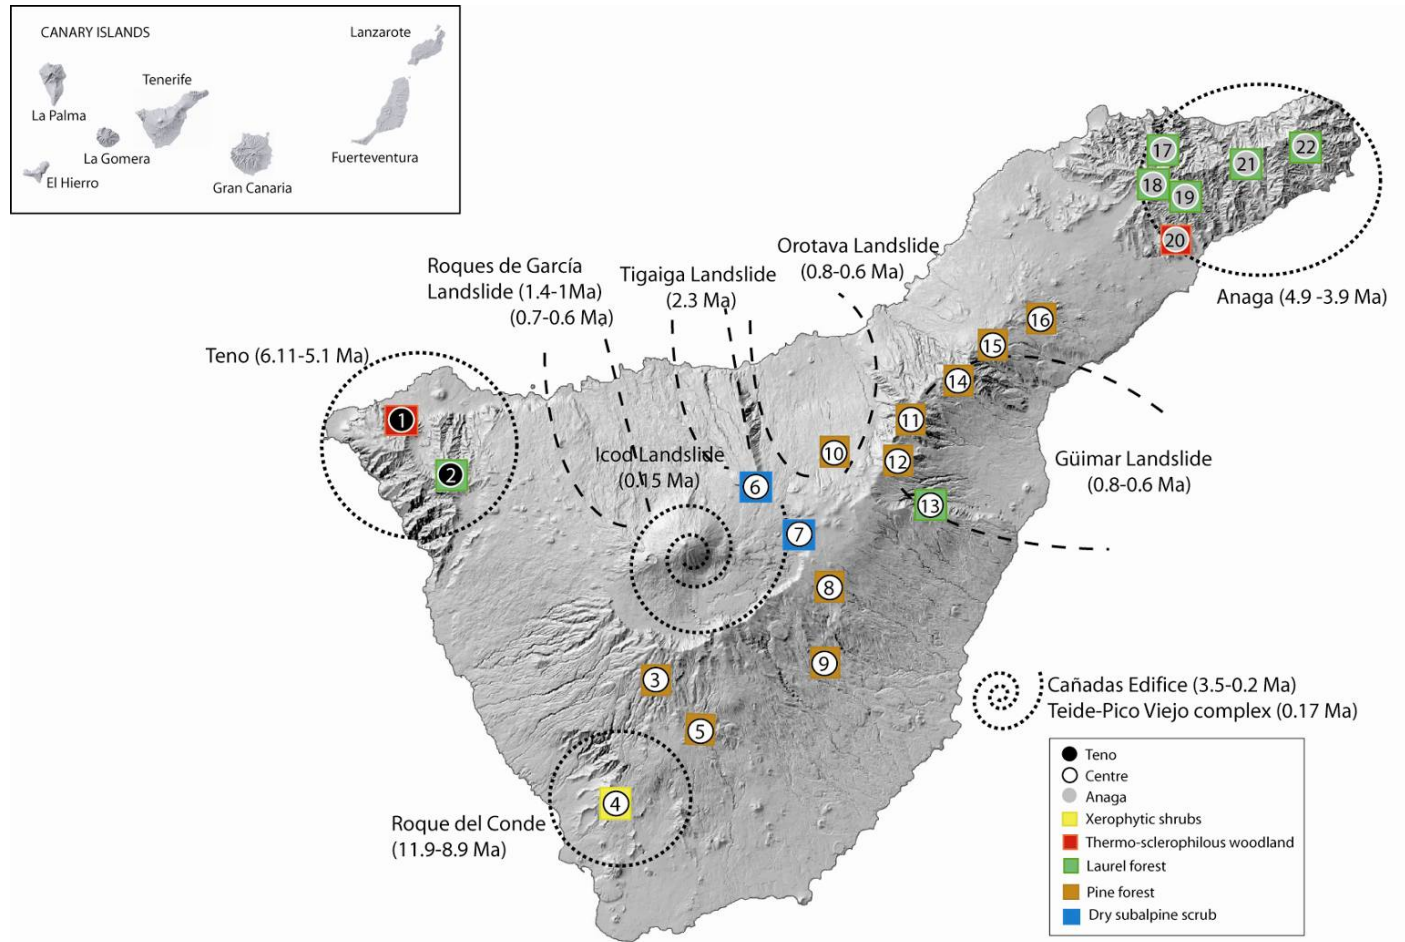 CANARY ISLANDS
Lanzarote
Tenerife
La Palma
La Gomera
Fuerteventura
El Hierro
Gran Canaria
17
22
21
18
19
20
Orotava Landslide
(0.8-0.6 Ma)
Roques de García
Landslide (1.4-1Ma)
(0.7-0.6 Ma)
Tigaiga Landslide
(2.3 Ma)
Anaga (4.9 -3.9 Ma)
16
15
Teno (6.11-5.1 Ma)
14
1
11
10
12
Icod Landslide
(0.15 Ma)
Güimar Landslide
(0.8-0.6 Ma)
2
6
13
7
8
9
3
5
Cañadas Edifice (3.5-0.2 Ma)
Teide-Pico Viejo complex (0.17 Ma)
4
Roque del Conde
(11.9-8.9 Ma)
Teno
Centre
Anaga
Xerophytic shrubs
Thermo-sclerophilous woodland
Laurel forest
Pine forest
Dry subalpine scrub